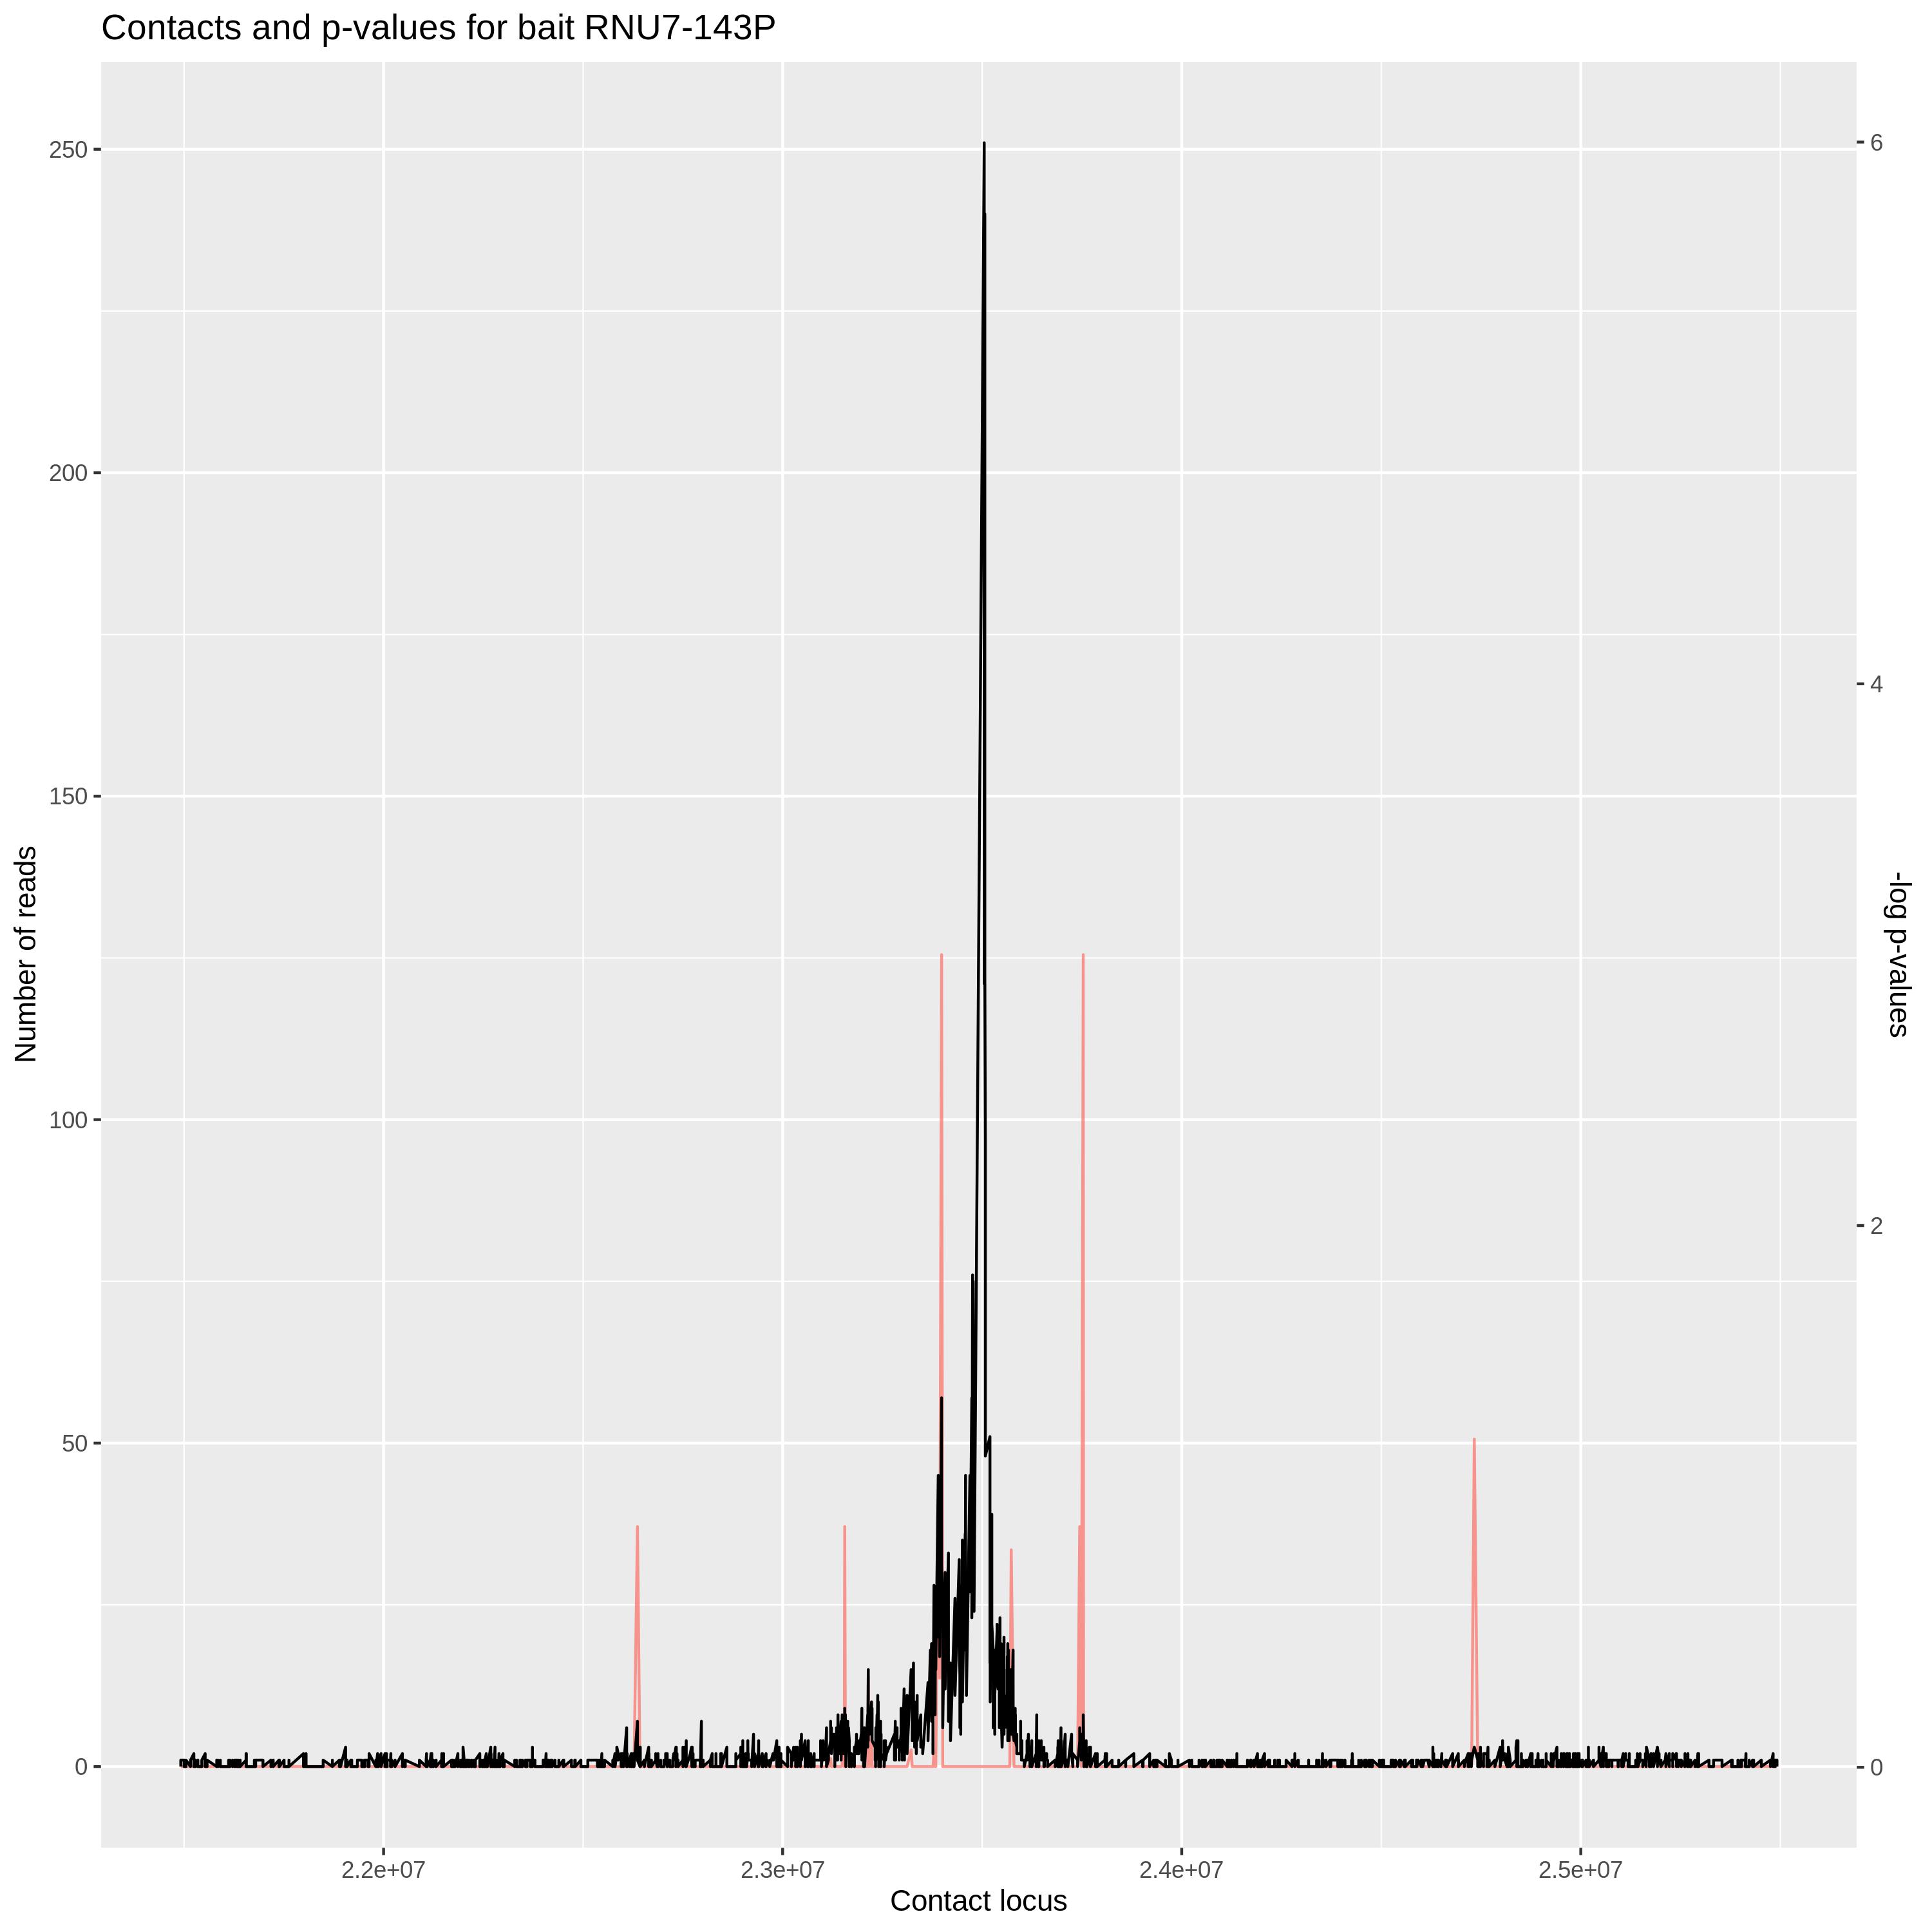 Contacts and p-values for bait RNU7-143P
250
200
150
100
50
0
Number of reads
6
4
2
0
-log p-values
2.2e+07
2.3e+07
2.4e+07
2.5e+07
Contact locus